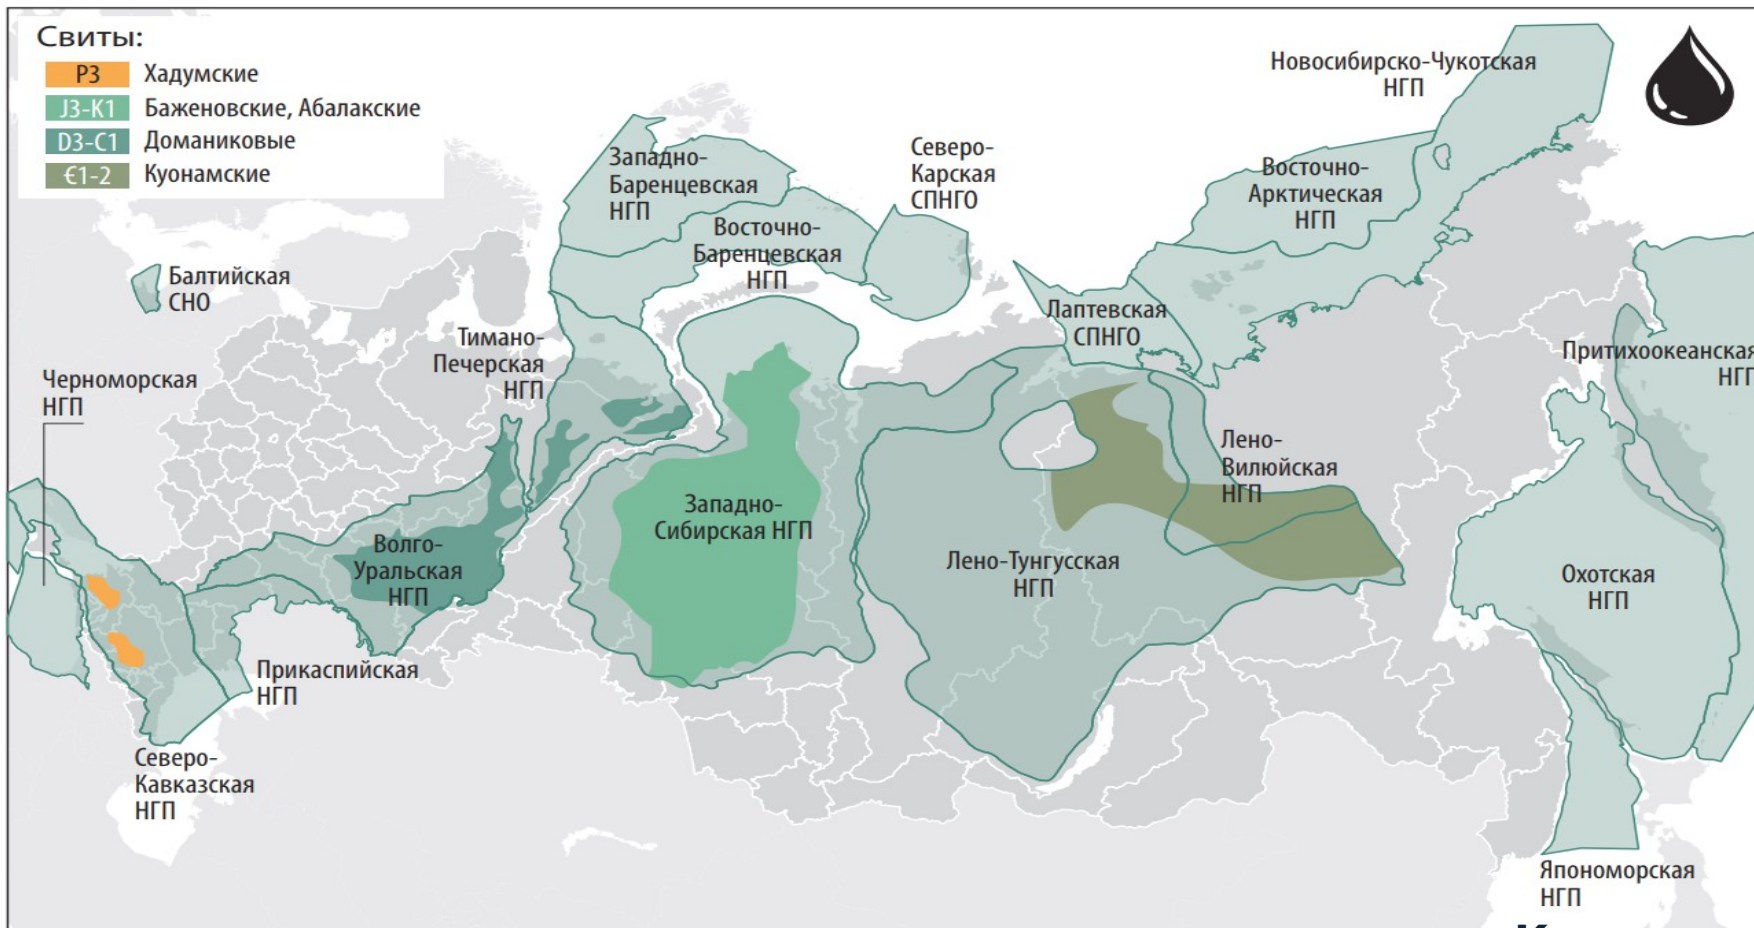 Свиты:
P3 Хадумские
J3-K1 Баженовские, Абалакские
D3-C1 Доманиковые
Є1-2 Куонамские
Новосибирско-Чукотская
НГП
Западно-
Баренцевская
НГП
Северо-
Карская
СПНГО
Восточно-
Арктическая
НГП
Восточно-
Баренцевская
НГП
Балтийская
СНО
Лаптевская
СПНГО
Тимано-
Печерская
НГП
Притихоокеанская
НГП
Черноморская
НГП
Лено-
Вилюйская
НГП
Западно-
Сибирская НГП
Волго-
Уральская
НГП
Лено-Тунгусская
НГП
Охотская
НГП
Прикаспийская
НГП
Северо-
Кавказская
НГП
Япономорская
НГП